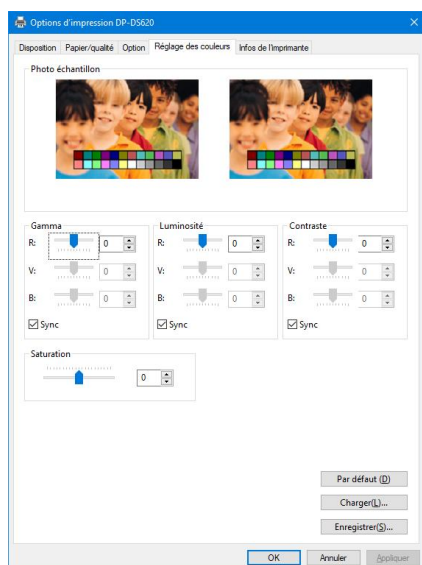 Options d'impression DP-DS620
Disposition Papier/qualité Option Réglage des couleurs Infos de l'imprimante
Photo échantillon
Gamma Luminosité Contraste
R: 0 R: 0 R: 0
V: 0 V: 0 V: 0
B: 0 B: 0 B: 0
Sync Sync Sync
Saturation
0
Par défaut (D)
Charger(L)...
Enregistrer(S)...
OK Annuler Appliquer